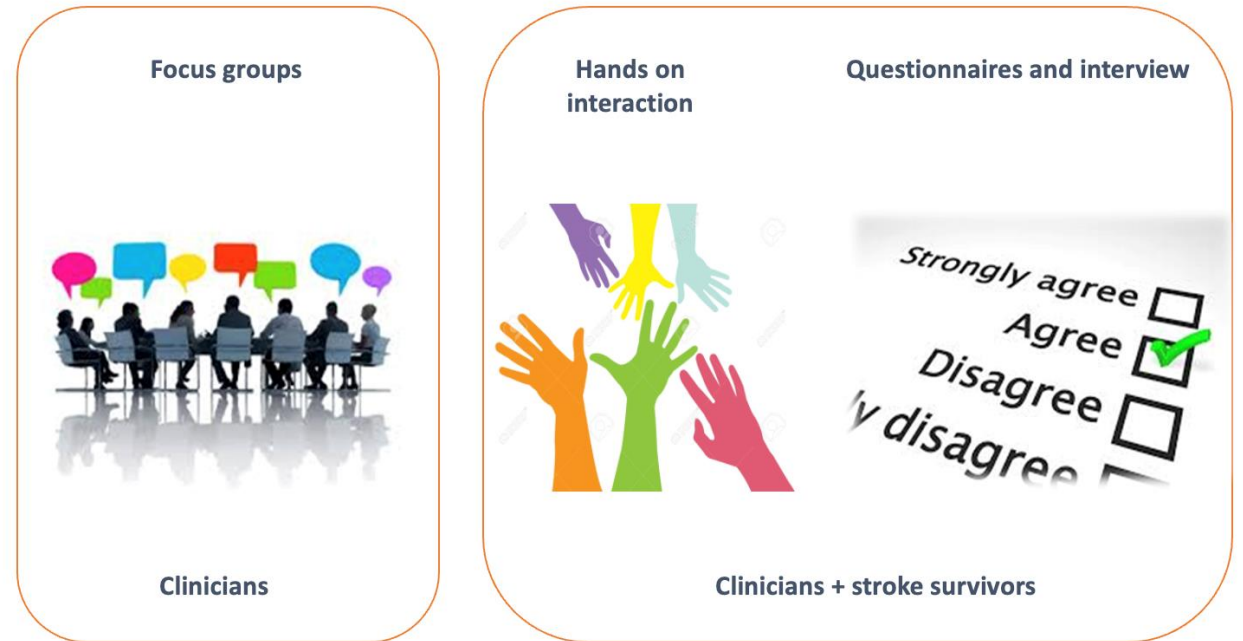 Focus groups
Clinicians
Hands on
interaction
Questionnaires and interview
Strongly agree
Agree
Disagree
y disagree
Clinicians + stroke survivors